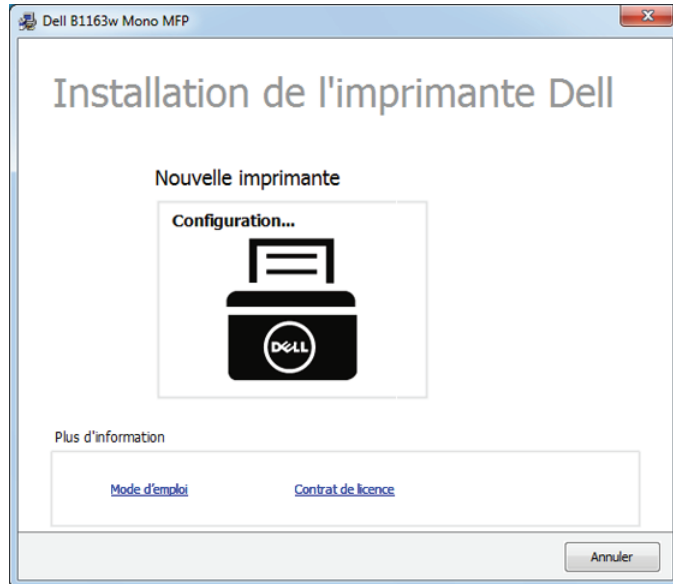 Dell B1163w Mono MFP
Installation de l'imprimante Dell
Nouvelle imprimante
Configuration...
DELL
Plus d'information
Mode d'emploi
Contrat de licence
Annuler